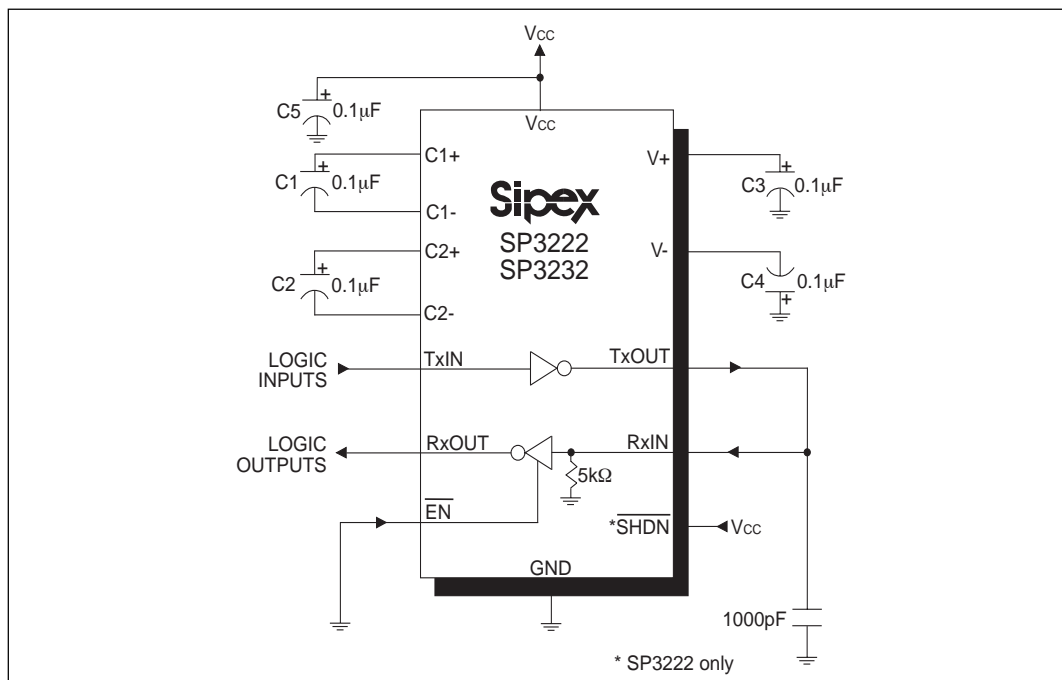 Vcc
C5
+
0.1µF
Vcc
C1+
C1
+
0.1µF
C1-
C2+
C2
+
0.1µF
C2-
Sipex
SP3222
SP3232
V+
C3
+
0.1µF
V-
C4
0.1µF
+
LOGIC
INPUTS
TxIN
TxOUT
LOGIC
OUTPUTS
RxOUT
RxIN
5kΩ
EN
*SHDN
Vcc
GND
1000pF
* SP3222 only